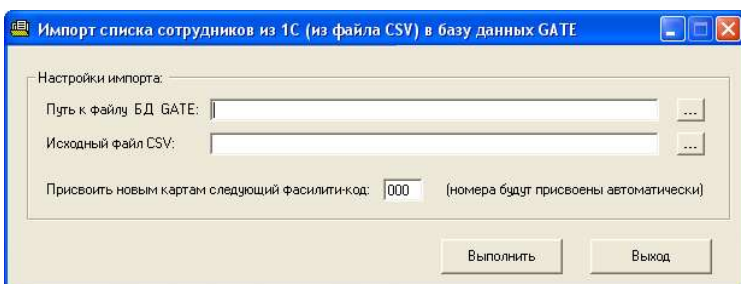 Импорт списка сотрудников из 1С (из файла CSV) в базу данных GATE
Настройки импорта:
Путь к файлу БД GATE:
...
Исходный файл CSV:
...
Присвоить новым картам следующий фасилити-код: 000 (номера будут присвоены автоматически)
Выполнить Выход